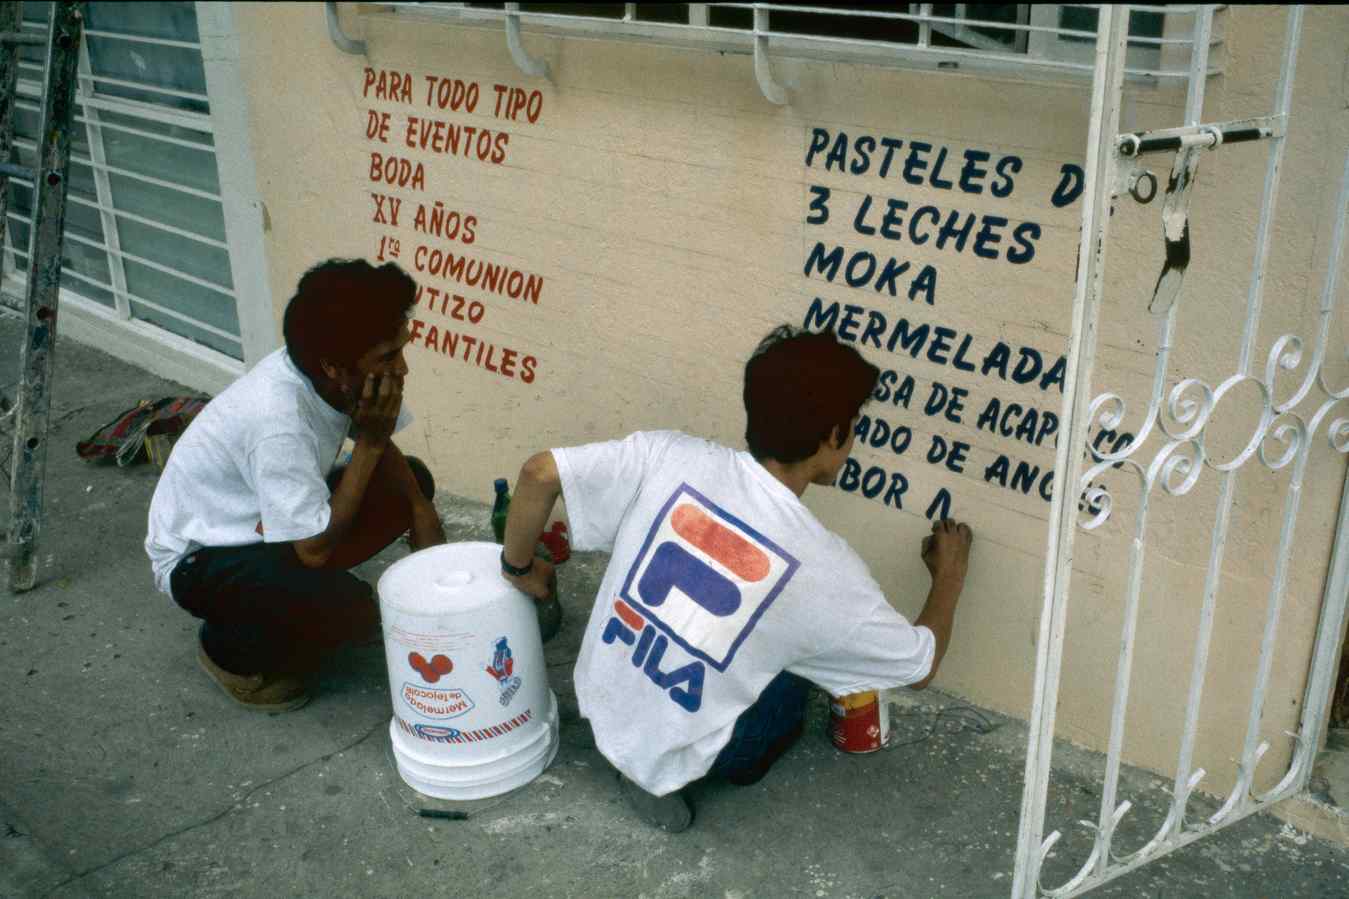 PARA TODO TIPO
DE EVENTOS
BODA
XV AÑOS
1ra COMUNION
UTIZO
FANTILES
PASTELES D
3 LECHES
MOKA
MERMELADA
SA DE ACAP
ADO DE
BOR A
FILA
Mermelada
de Tejocote